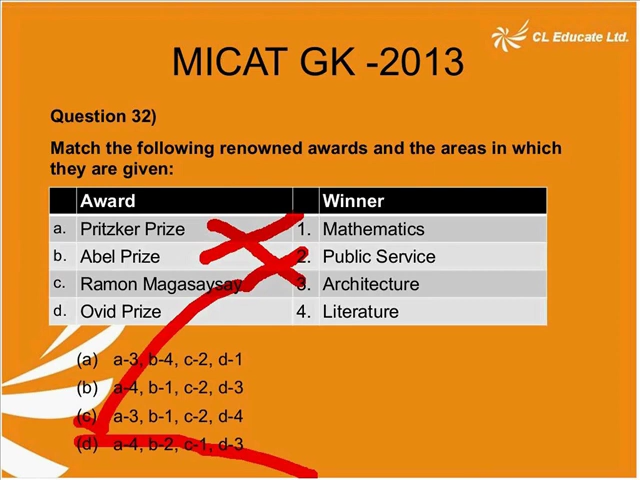 CL Educate Ltd.
MICAT GK -2013
Question 32)
Match the following renowned awards and the areas in which
they are given:
Award Winner
a. Pritzker Prize 1. Mathematics
b. Abel Prize 2. Public Service
c. Ramon Magasaysay 3. Architecture
d. Ovid Prize 4. Literature
(a) a-3, b-4, c-2, d-1
(b) a-4, b-1, c-2, d-3
(c) a-3, b-1, c-2, d-4
(d) a-4, b-2, c-1, d-3